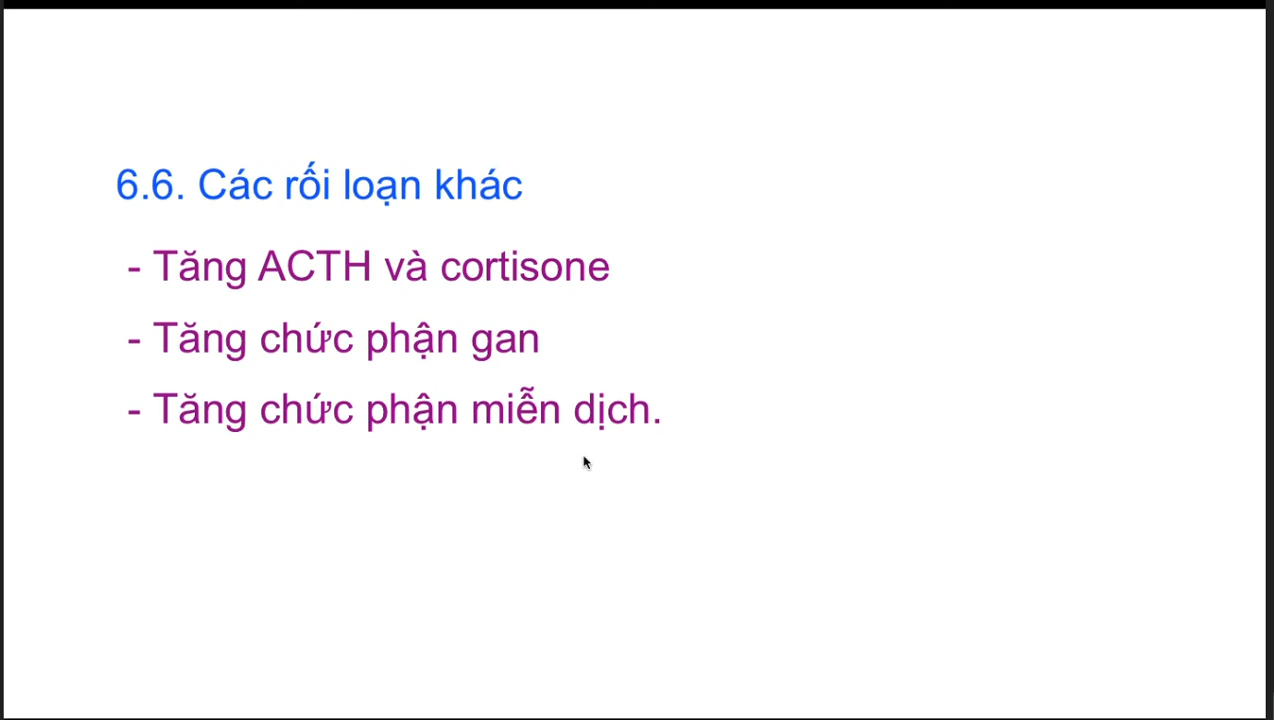 6.6. Các rối loạn khác
- Tăng ACTH và cortisone
- Tăng chức phận gan
- Tăng chức phận miễn dịch.